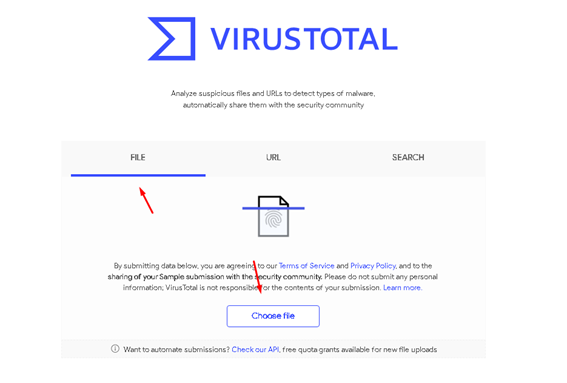 VIRUSTOTAL
Analyze suspicious files and URLs to detect types of malware,
automatically share them with the security community
FILE URL SEARCH
By submitting data below, you are agreeing to our Terms of Service and Privacy Policy, and to the
sharing of your Sample submission with the security community. Please do not submit any personal
information; VirusTotal is not responsible for the contents of your submission. Learn more.
Choose file
Want to automate submissions? Check our API, free quota grants available for new file uploads